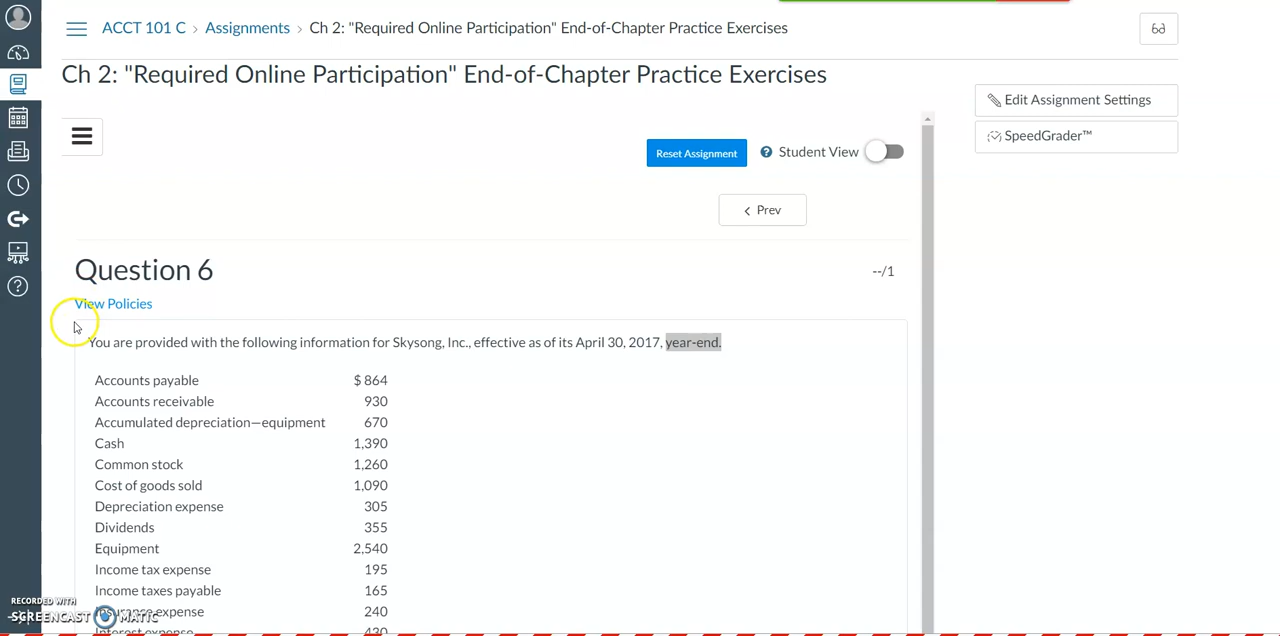 ACCT 101 C > Assignments > Ch 2: "Required Online Participation" End-of-Chapter Practice Exercises
Ch 2: "Required Online Participation" End-of-Chapter Practice Exercises
Edit Assignment Settings
SpeedGrader™
Reset Assignment
? Student View
< Prev
Question 6
--/1
View Policies
You are provided with the following information for Skysong, Inc., effective as of its April 30, 2017, year-end.
Accounts payable $ 864
Accounts receivable 930
Accumulated depreciation—equipment 670
Cash 1,390
Common stock 1,260
Cost of goods sold 1,090
Depreciation expense 305
Dividends 355
Equipment 2,540
Income tax expense 195
Income taxes payable 165
Insurance expense 240
Interest expense 430
RECORDED WITH
SCREENCAST MATIC